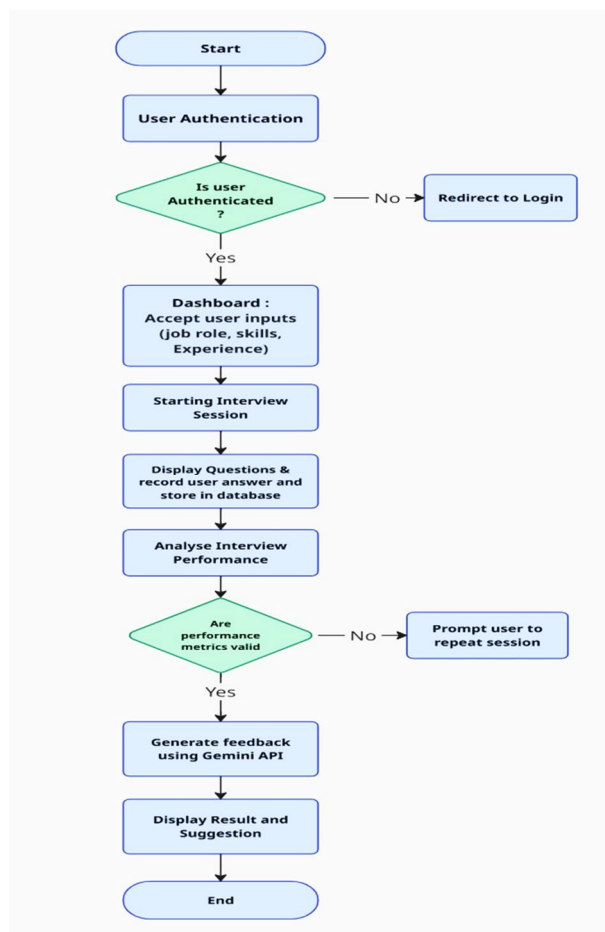 Start
User Authentication
Is user
Authenticated
?
No
Redirect to Login
Yes
Dashboard :
Accept user inputs
(job role, skills,
Experience)
Starting Interview
Session
Display Questions &
record user answer and
store in database
Analyse Interview
Performance
Are
performance
metrics valid
No
Prompt user to
repeat session
Yes
Generate feedback
using Gemini API
Display Result and
Suggestion
End